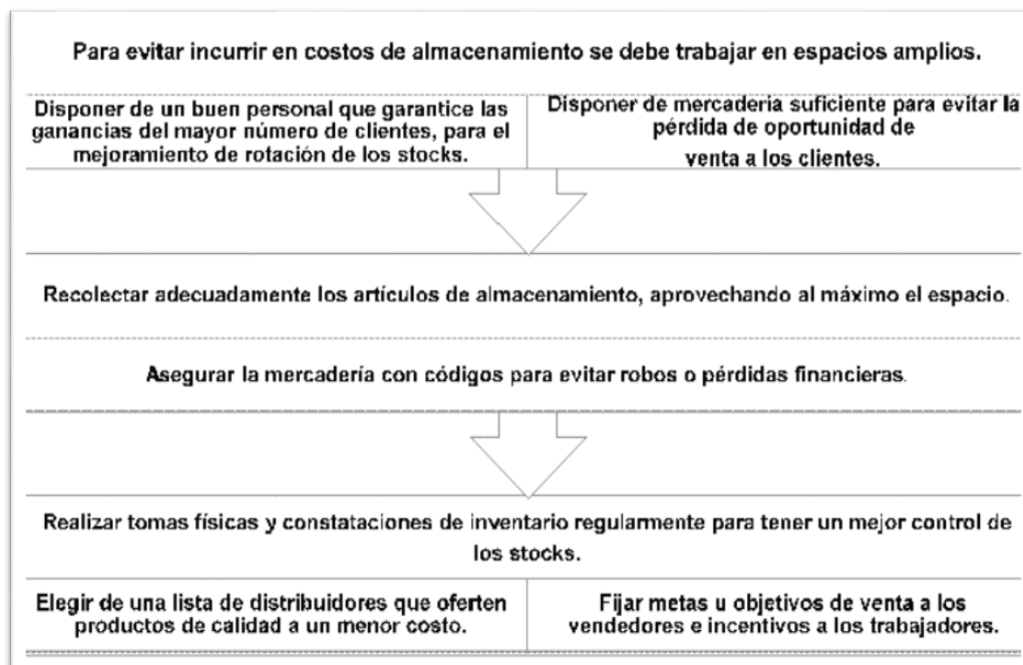 Para evitar incurrir en costos de almacenamiento se debe trabajar en espacios amplios.
Disponer de un buen personal que garantice las
ganancias del mayor número de clientes, para el
mejoramiento de rotación de los stocks.
Disponer de mercadería suficiente para evitar la
pérdida de oportunidad de
venta a los clientes.
Recolectar adecuadamente los artículos de almacenamiento, aprovechando al máximo el espacio.
Asegurar la mercadería con códigos para evitar robos o pérdidas financieras.
Realizar tomas físicas y constataciones de inventario regularmente para tener un mejor control de
los stocks.
Elegir de una lista de distribuidores que oferten
productos de calidad a un menor costo.
Fijar metas u objetivos de venta a los
vendedores e incentivos a los trabajadores.